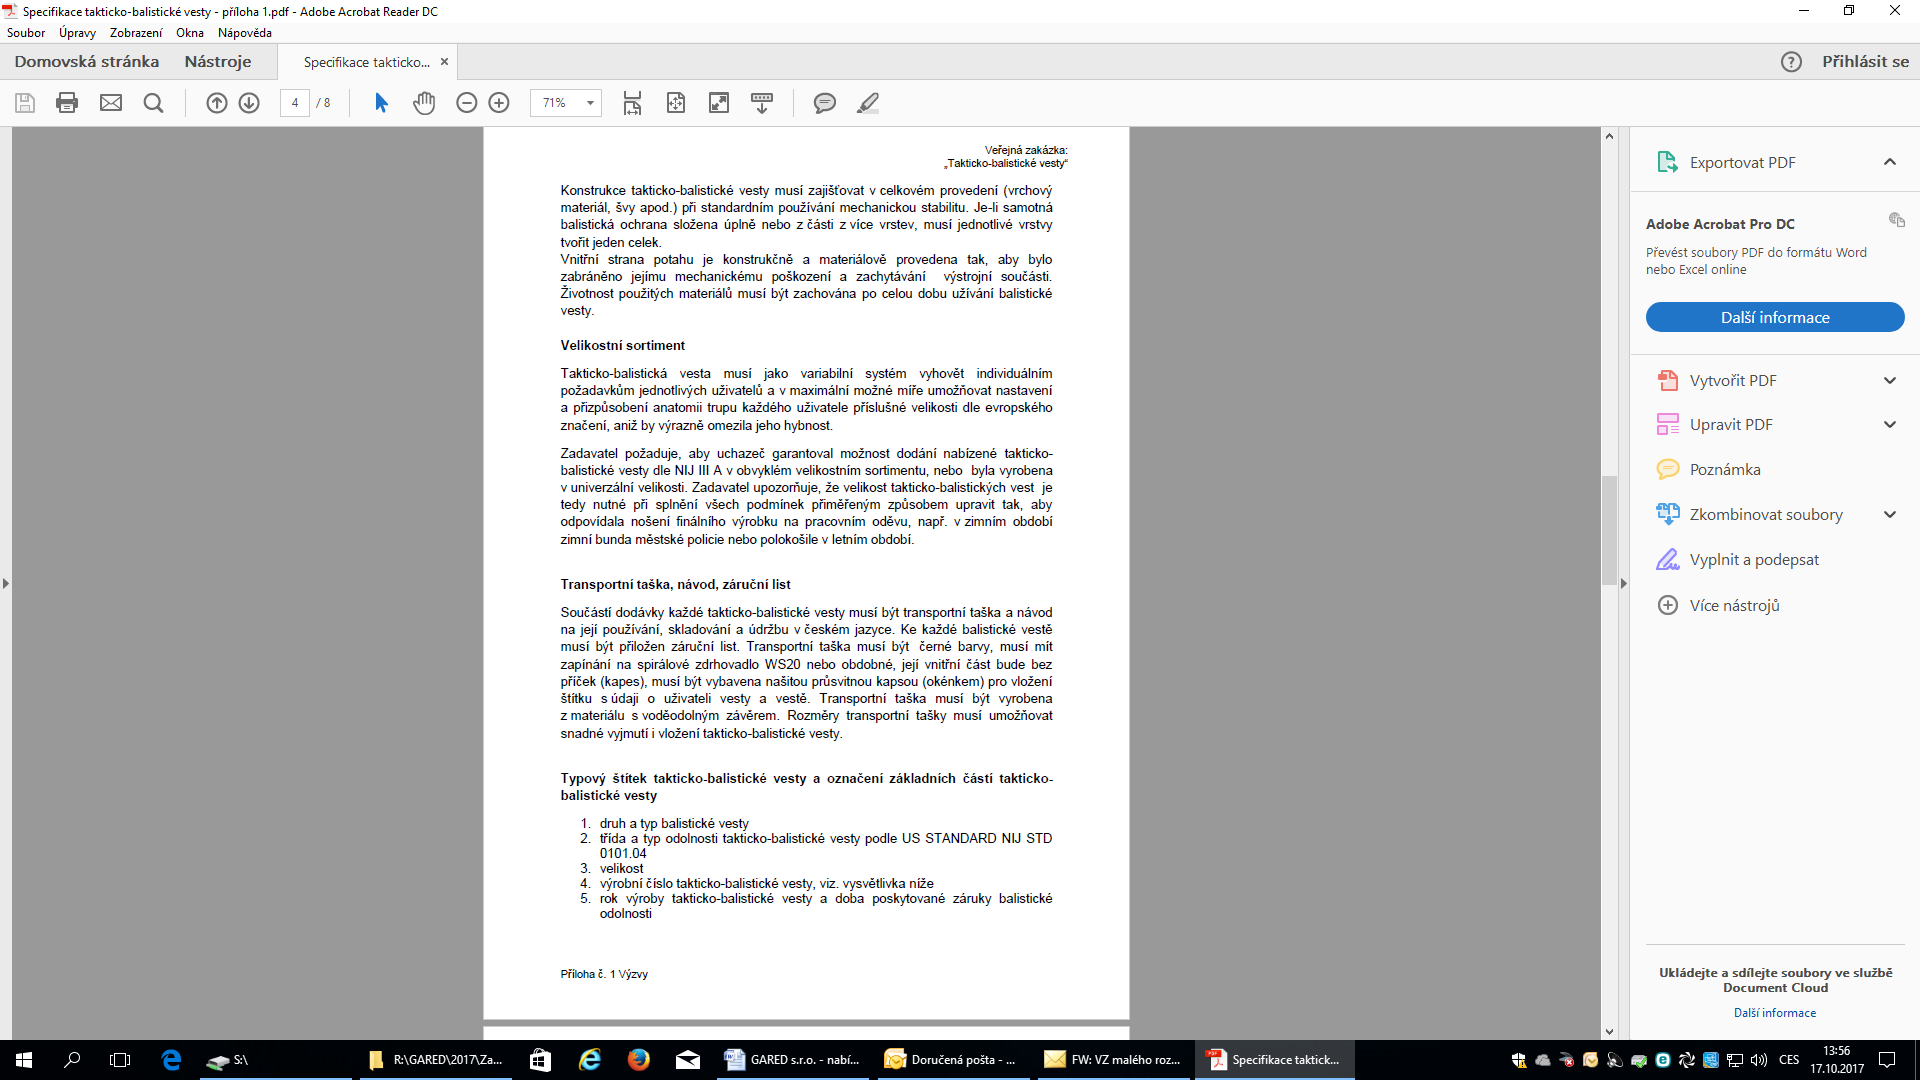 Specifikace takticko-balistické vesty - příloha 1.pdf - Adobe Acrobat Reader DC
Soubor Úpravy Zobrazení Okna Nápověda
Domovská stránka Nástroje Specifikace takticko... × Přihlásit se
4 / 8 71%
Veřejná zakázka:
„Takticko-balistické vesty“
Konstrukce takticko-balistické vesty musí zajišťovat v celkovém provedení (vrchový
materiál, švy apod.) při standardním používání mechanickou stabilitu. Je-li samotná
balistická ochrana složena úplně nebo z části z více vrstev, musí jednotlivé vrstvy
tvořit jeden celek.
Vnitřní strana potahu je konstrukčně a materiálově provedena tak, aby bylo
zabráněno jejímu mechanickému poškození a zachytávání výstrojní součásti.
Životnost použitých materiálů musí být zachována po celou dobu užívání balistické
vesty.
Velikostní sortiment
Takticko-balistická vesta musí jako variabilní systém vyhovět individuálním
požadavkům jednotlivých uživatelů a v maximální možné míře umožňovat nastavení
a přizpůsobení anatomii trupu každého uživatele příslušné velikosti dle evropského
značení, aniž by výrazně omezila jeho hybnost.
Zadavatel požaduje, aby uchazeč garantoval možnost dodání nabízené takticko-
balistické vesty dle NIJ III A v obvyklém velikostním sortimentu, nebo byla vyrobena
v univerzální velikosti. Zadavatel upozorňuje, že velikost takticko-balistických vest je
tedy nutné při splnění všech podmínek přiměřeným způsobem upravit tak, aby
odpovídala nošení finálního výrobku na pracovním oděvu, např. v zimním období
zimní bunda městské policie nebo polokošile v letním období.
Transportní taška, návod, záruční list
Součástí dodávky každé takticko-balistické vesty musí být transportní taška a návod
na její používání, skladování a údržbu v českém jazyce. Ke každé balistické vestě
musí být přiložen záruční list. Transportní taška musí být černé barvy, musí mít
zapínání na spirálové zdrhovadlo WS20 nebo obdobné, její vnitřní část bude bez
příček (kapes), musí být vybavena našitou průsvitnou kapsou (okénkem) pro vložení
štítku s údaji o uživateli vesty a vestě. Transportní taška musí být vyrobena
z materiálu s voděodolným závěrem. Rozměry transportní tašky musí umožňovat
snadné vyjmutí i vložení takticko-balistické vesty.
Typový štítek takticko-balistické vesty a označení základních částí takticko-
balistické vesty
1. druh a typ balistické vesty
2. třída a typ odolnosti takticko-balistické vesty podle US STANDARD NIJ STD
0101.04
3. velikost
4. výrobní číslo takticko-balistické vesty, viz. vysvětlivka níže
5. rok výroby takticko-balistické vesty a doba poskytované záruky balistické
odolnosti
Příloha č. 1 Výzvy
Exportovat PDF
Adobe Acrobat Pro DC
Převést soubory PDF do formátu Word
nebo Excel online
Další informace
Vytvořit PDF
Upravit PDF
Poznámka
Zkombinovat soubory
Vyplnit a podepsat
Více nástrojů
Ukládejte a sdílejte soubory ve službě
Document Cloud
Další informace
S:\ R:\GARED\2017\Za... GARED s.r.o. - nabí... Doručená pošta - ... FW: VZ malého roz... Specifikace taktick... CES 13:56
17.10.2017